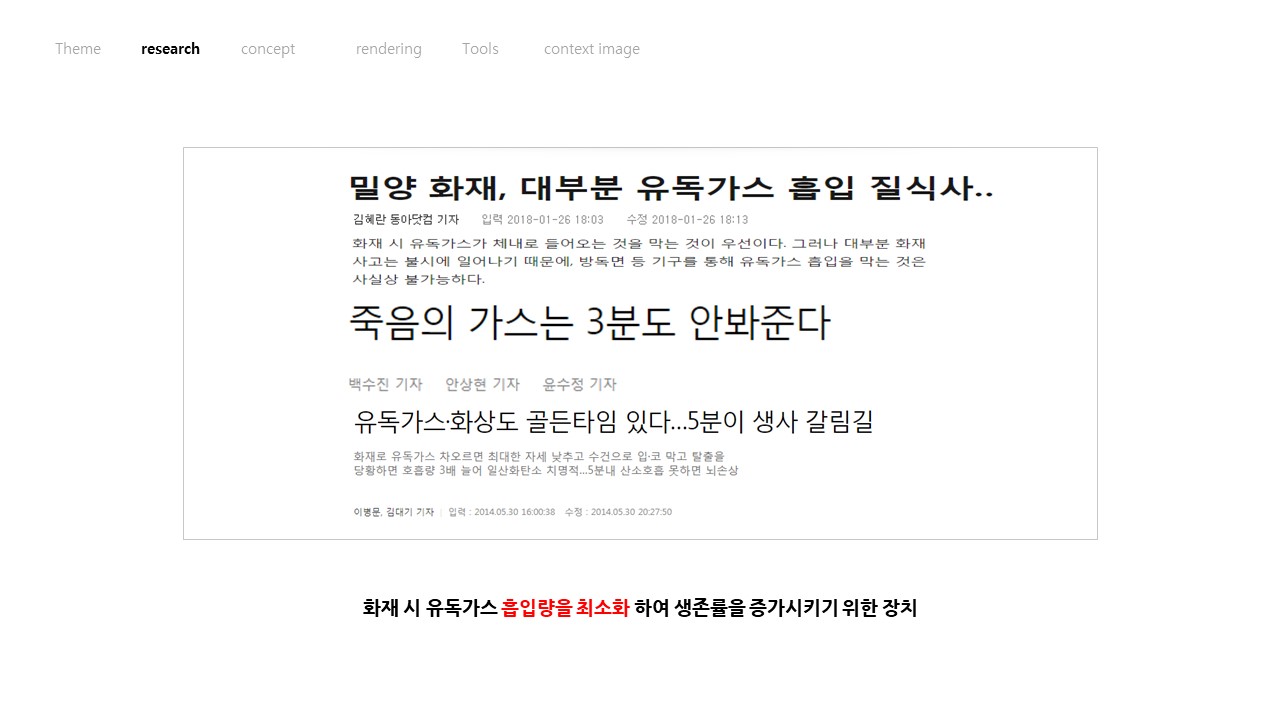 Theme research concept rendering Tools context image
밀양 화재, 대부분 유독가스 흡입 질식사..
김혜란 동아닷컴 기자 입력 2018-01-26 18:03 수정 2018-01-26 18:13
화재 시 유독가스가 체내로 들어오는 것을 막는 것이 우선이다. 그러나 대부분 화재
사고는 불시에 일어나기 때문에, 방독면 등 기구를 통해 유독가스 흡입을 막는 것은
사실상 불가능하다.
죽음의 가스는 3분도 안봐준다
백수진 기자 안상현 기자 윤수정 기자
유독가스·화상도 골든타임 있다...5분이 생사 갈림길
화재로 유독가스 차오르면 최대한 자세 낮추고 수건으로 입·코 막고 탈출을
당황하면 호흡량 3배 늘어 일산화탄소 치명적...5분내 산소호흡 못하면 뇌손상
이병문, 김대기 기자 | 입력 : 2014.05.30 16:00:38 수정 : 2014.05.30 20:27:50
화재 시 유독가스 흡입량을 최소화 하여 생존률을 증가시키기 위한 장치